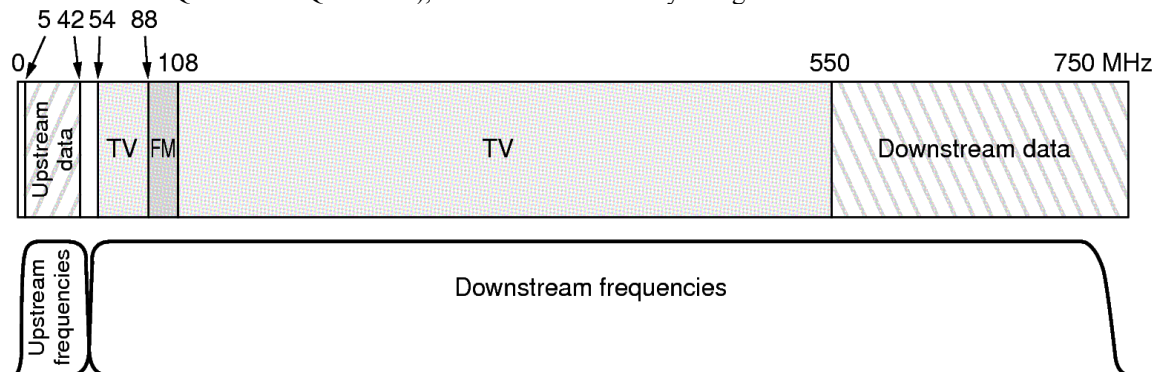 5 42 54 88
0 108 550 750 MHz
Upstream
data
TV FM TV Downstream data
Upstream
frequencies
Downstream frequencies